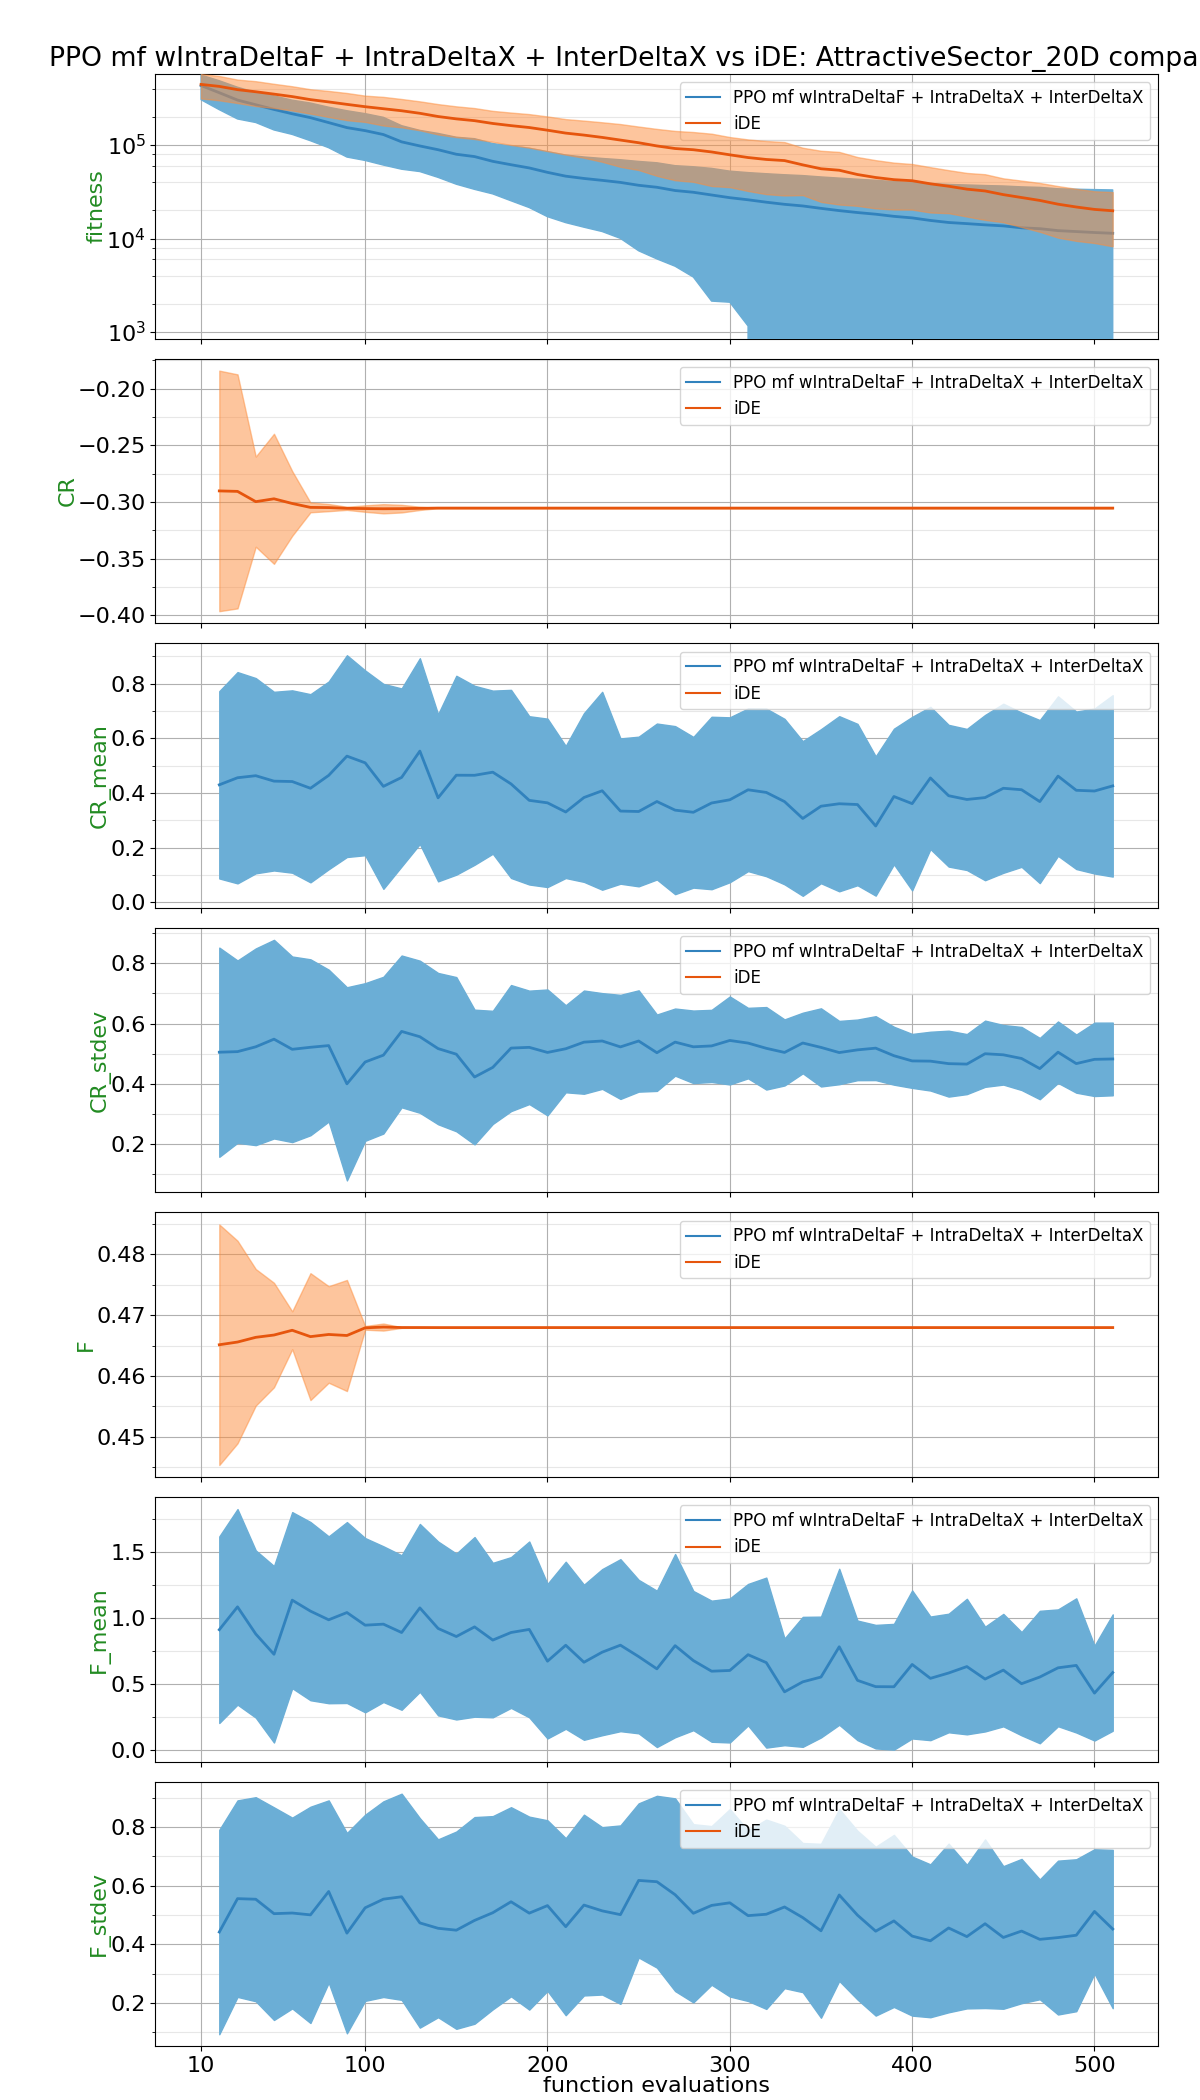 PPO mf wIntraDeltaF + IntraDeltaX + InterDeltaX vs iDE: AttractiveSector_20D compa
PPO mf wIntraDeltaF + IntraDeltaX + InterDeltaX
iDE
10⁵
10⁴
10³
fitness
PPO mf wIntraDeltaF + IntraDeltaX + InterDeltaX
iDE
−0.20
−0.25
−0.30
−0.35
−0.40
CR
PPO mf wIntraDeltaF + IntraDeltaX + InterDeltaX
iDE
0.8
0.6
0.4
0.2
0.0
CR_mean
PPO mf wIntraDeltaF + IntraDeltaX + InterDeltaX
iDE
0.8
0.6
0.4
0.2
CR_stdev
PPO mf wIntraDeltaF + IntraDeltaX + InterDeltaX
iDE
0.48
0.47
0.46
0.45
F
PPO mf wIntraDeltaF + IntraDeltaX + InterDeltaX
iDE
1.5
1.0
0.5
0.0
F_mean
PPO mf wIntraDeltaF + IntraDeltaX + InterDeltaX
iDE
0.8
0.6
0.4
0.2
F_stdev
10 100 200 300 400 500
function evaluations